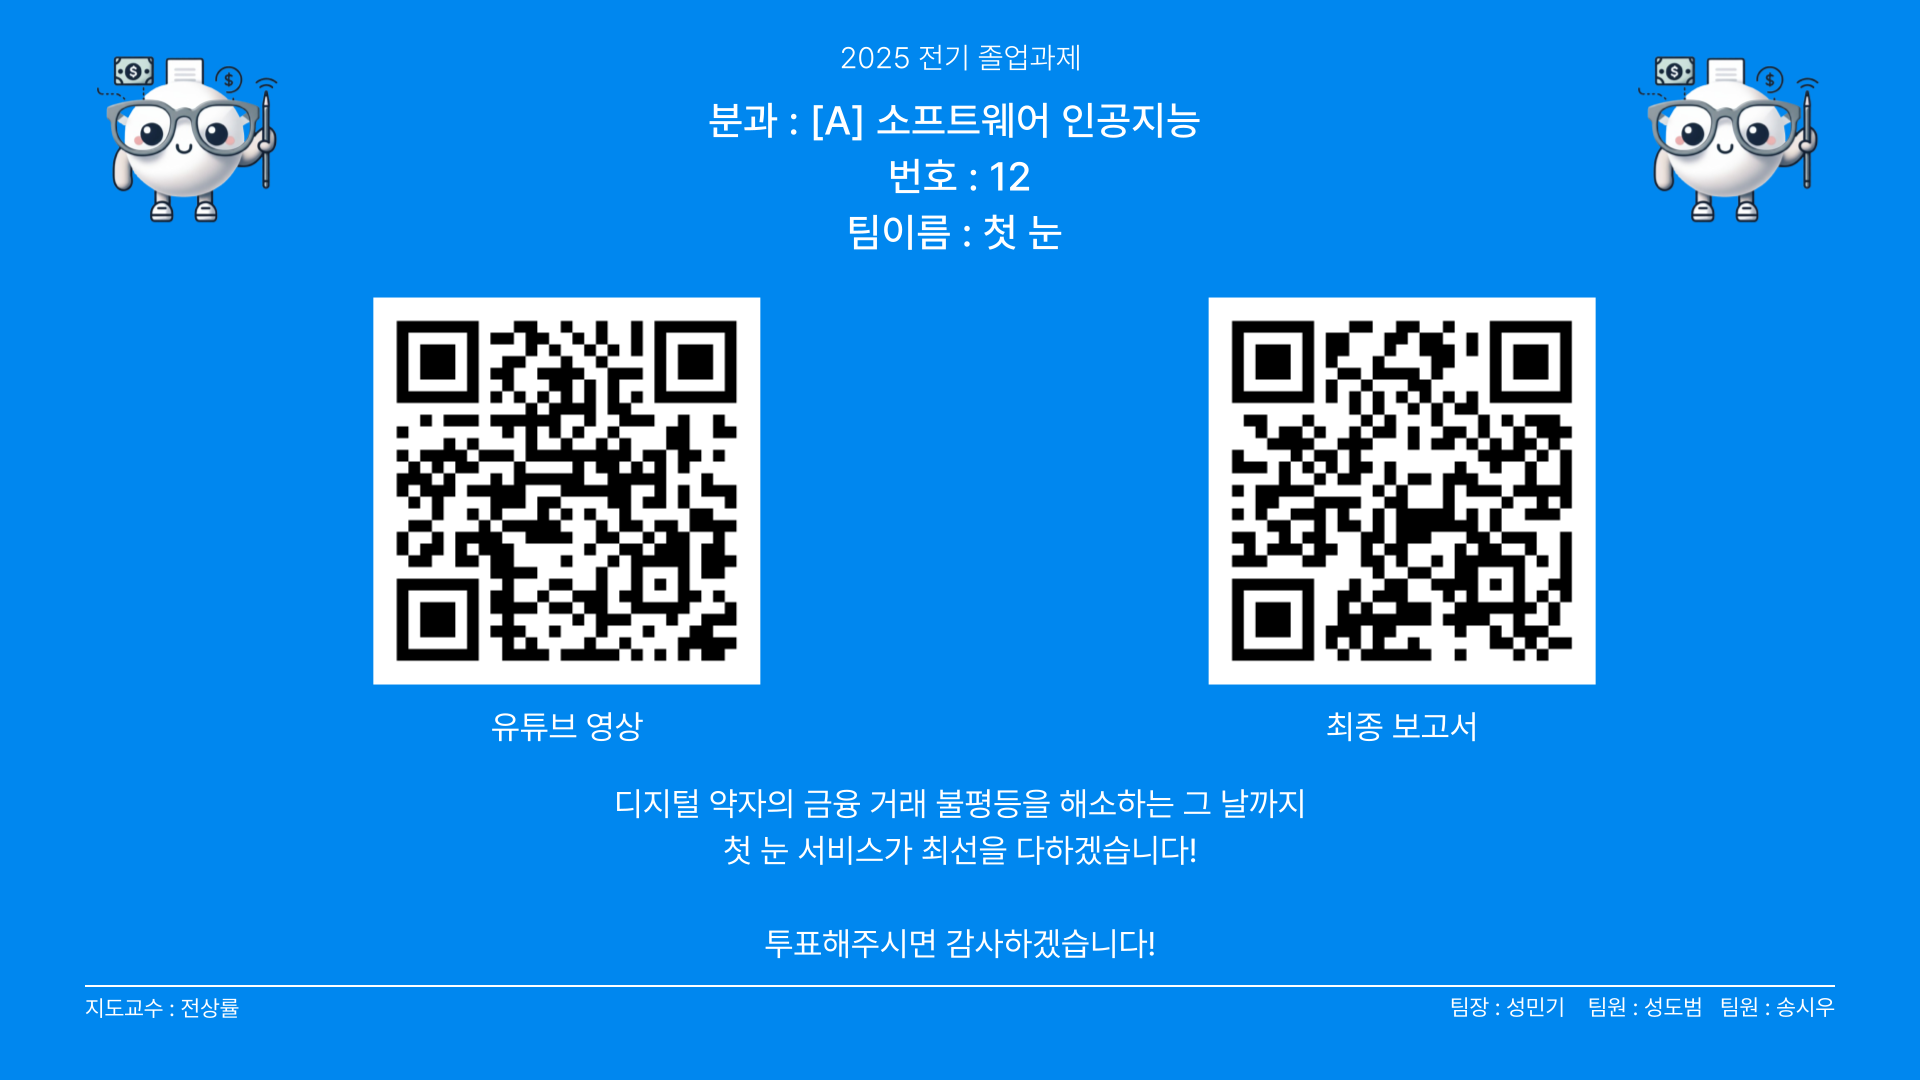 2025 전기 졸업과제
분과 : [A] 소프트웨어 인공지능
번호 : 12
팀이름 : 첫 눈
유튜브 영상
최종 보고서
디지털 약자의 금융 거래 불평등을 해소하는 그 날까지
첫 눈 서비스가 최선을 다하겠습니다!
투표해주시면 감사하겠습니다!
지도교수 : 전상률
팀장 : 성민기 팀원 : 성도범 팀원 : 송시우